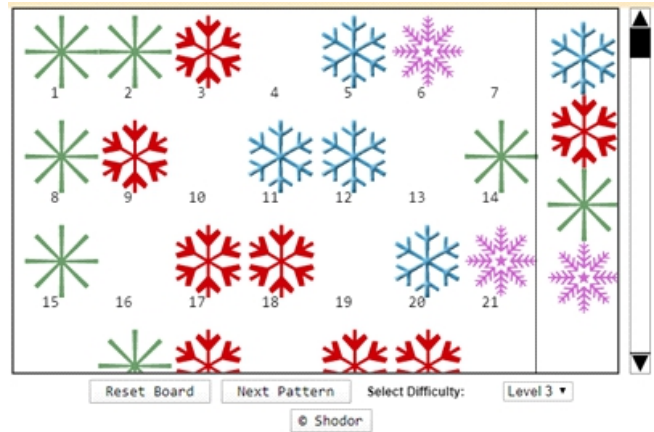 1 2 3 4 5 6 7
8 9 10 11 12 13 14
15 16 17 18 19 20 21
Reset Board Next Pattern Select Difficulty: Level 3
© Shodor